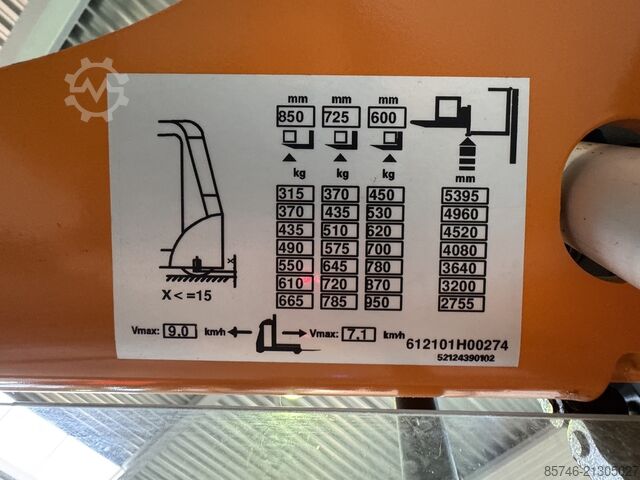 mm mm mm
850 725 600
kg kg kg mm
315 370 450 5395
370 435 530 4960
435 510 620 4520
490 575 700 4080
550 645 780 3640
610 720 870 3200
665 785 950 2755
x
X <=15
Vmax: 9.0 km/h Vmax: 7.1 km/h
612101H00274
52124390102
85746-21305027